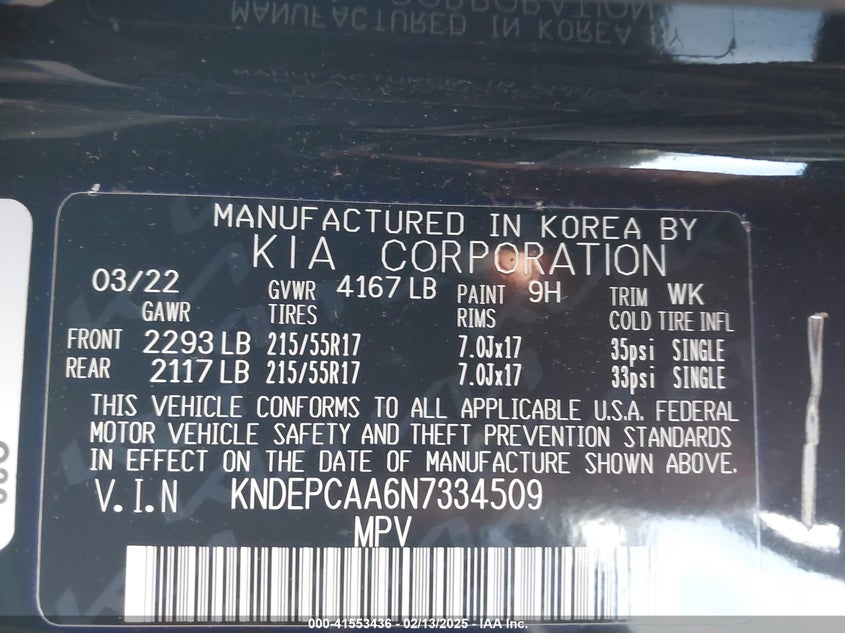 MANUFACTURED IN KOREA BY
KIA CORPORATION
03/22 GVWR 4167 LB PAINT 9H TRIM WK
GAWR TIRES RIMS COLD TIRE INFL
FRONT 2293 LB 215/55R17 7.0Jx17 35psi SINGLE
REAR 2117 LB 215/55R17 7.0Jx17 33psi SINGLE
THIS VEHICLE CONFORMS TO ALL APPLICABLE U.S.A. FEDERAL
MOTOR VEHICLE SAFETY AND THEFT PREVENTION STANDARDS
IN EFFECT ON THE DATE OF MANUFACTURE SHOWN ABOVE.
V.I.N KNDEPCAA6N7334509
MPV
000-41553436 - 02/13/2025 - IAA Inc.